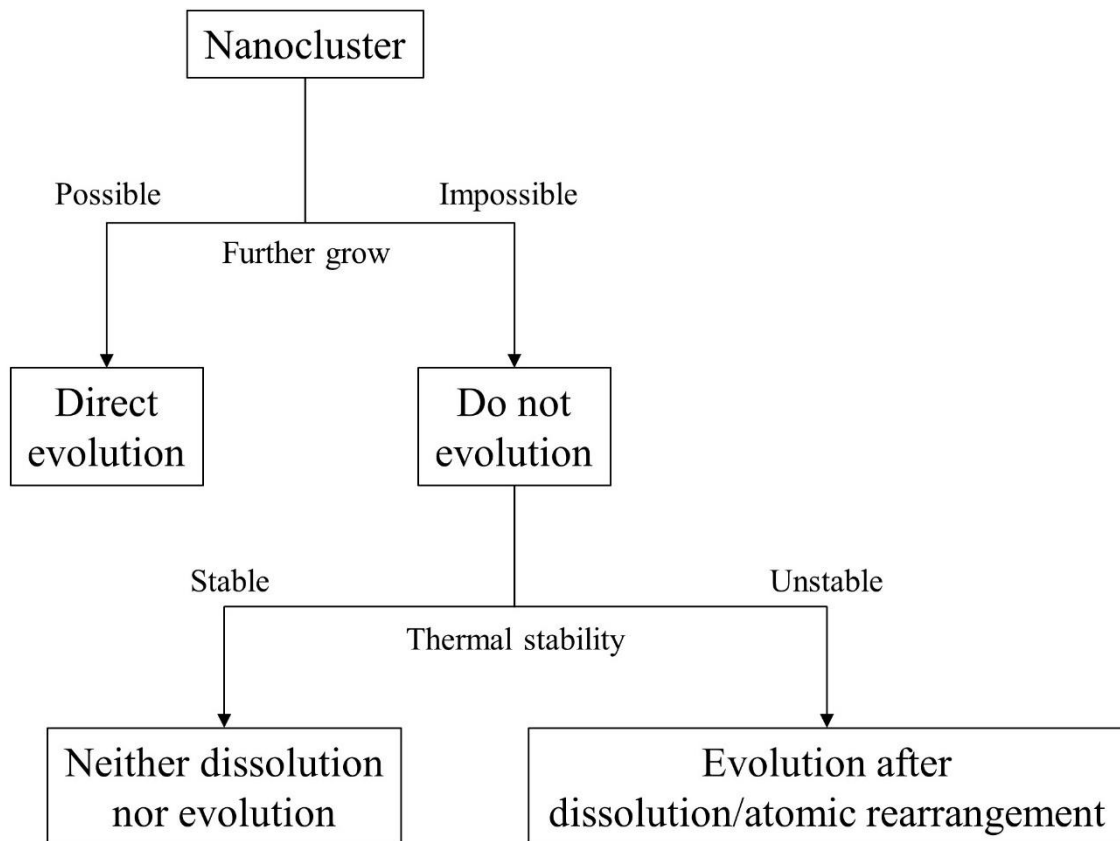 Nanocluster
Possible
Impossible
Further grow
Direct
evolution
Do not
evolution
Stable
Unstable
Thermal stability
Neither dissolution
nor evolution
Evolution after
dissolution/atomic rearrangement